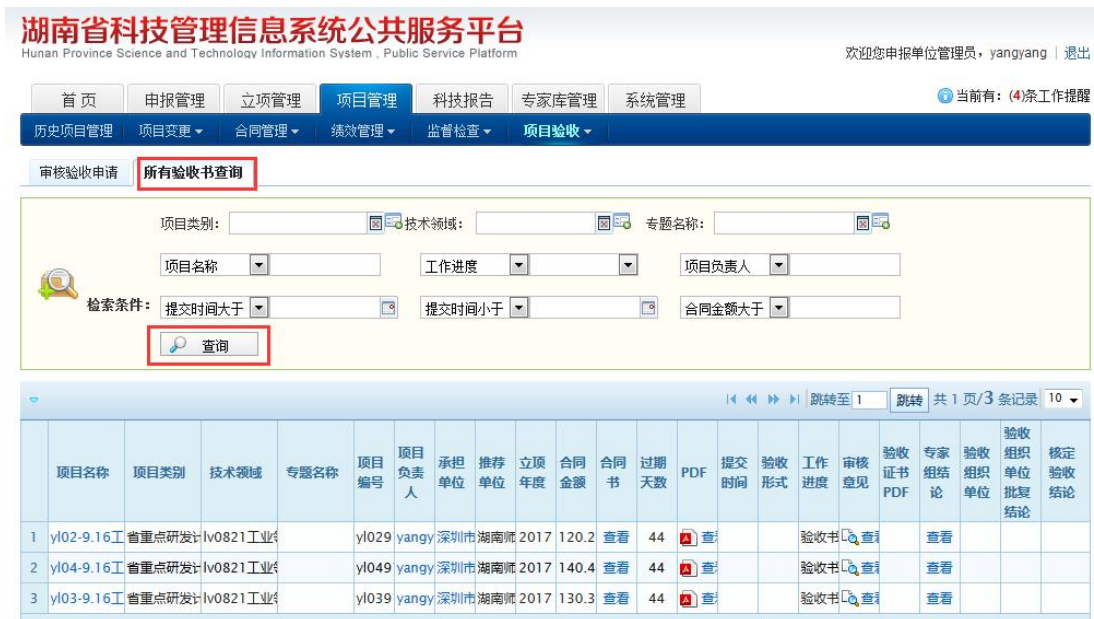 湖南省科技管理信息系统公共服务平台
Hunan Province Science and Technology Information System , Public Service Platform
欢迎您申报单位管理员，yangyang | 退出
首页 申报管理 立项管理 项目管理 科技报告 专家库管理 系统管理 当前有：(4)条工作提醒
历史项目管理 项目变更 合同管理 绩效管理 监督检查 项目验收
审核验收申请 所有验收书查询
项目类别： 技术领域： 专题名称：
项目名称 工作进度 项目负责人
检索条件： 提交时间大于 提交时间小于 合同金额大于
查询
跳转至 1 跳转 共 1 页/3 条记录 10
项目名称 项目类别 技术领域 专题名称 项目编号 项目负责人 承担单位 推荐单位 立项年度 合同金额 合同书 过期天数 PDF 提交时间 验收形式 工作进度 审核意见 验收证书PDF 专家组结论 验收组织单位 验收组织单位批复结论 核定验收结论
1 yl02-9.16工 省重点研发计 lv0821工业 yl029 yangy 深圳市 湖南师 2017 120.2 查看 44 查 验收书 查 查看
2 yl04-9.16工 省重点研发计 lv0821工业 yl049 yangy 深圳市 湖南师 2017 140.4 查看 44 查 验收书 查 查看
3 yl03-9.16工 省重点研发计 lv0821工业 yl039 yangy 深圳市 湖南师 2017 130.3 查看 44 查 验收书 查 查看